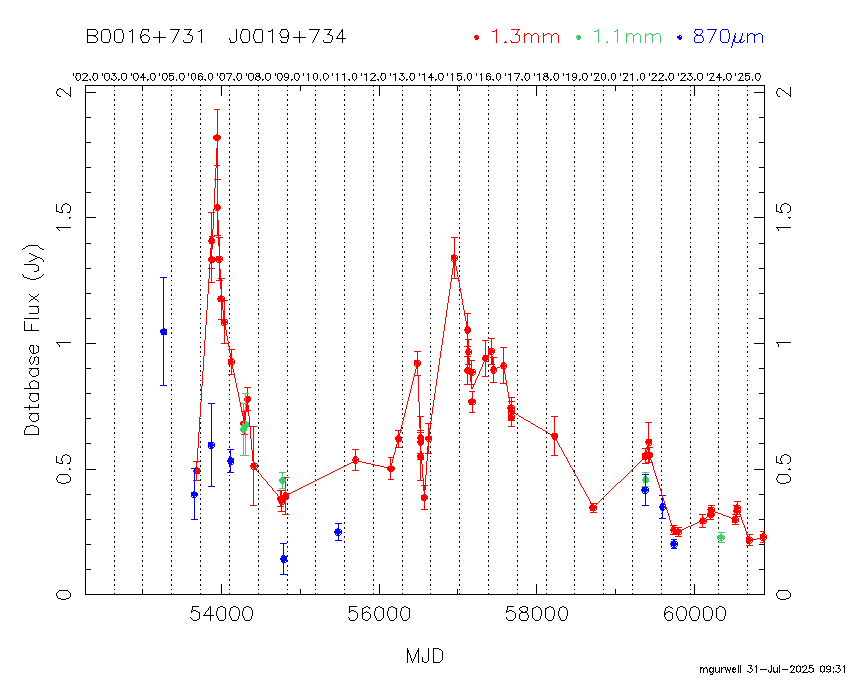 B0016+731 J0019+734 1.3mm 1.1mm 870μm
'02.0 '03.0 '04.0 '05.0 '06.0 '07.0 '08.0 '09.0 '10.0 '11.0 '12.0 '13.0 '14.0 '15.0 '16.0 '17.0 '18.0 '19.0 '20.0 '21.0 '22.0 '23.0 '24.0 '25.0
2 2
1.5 1.5
1 1
0.5 0.5
0 0
Database Flux (Jy)
54000 56000 58000 60000
MJD
mgurwell 31-Jul-2025 09:31